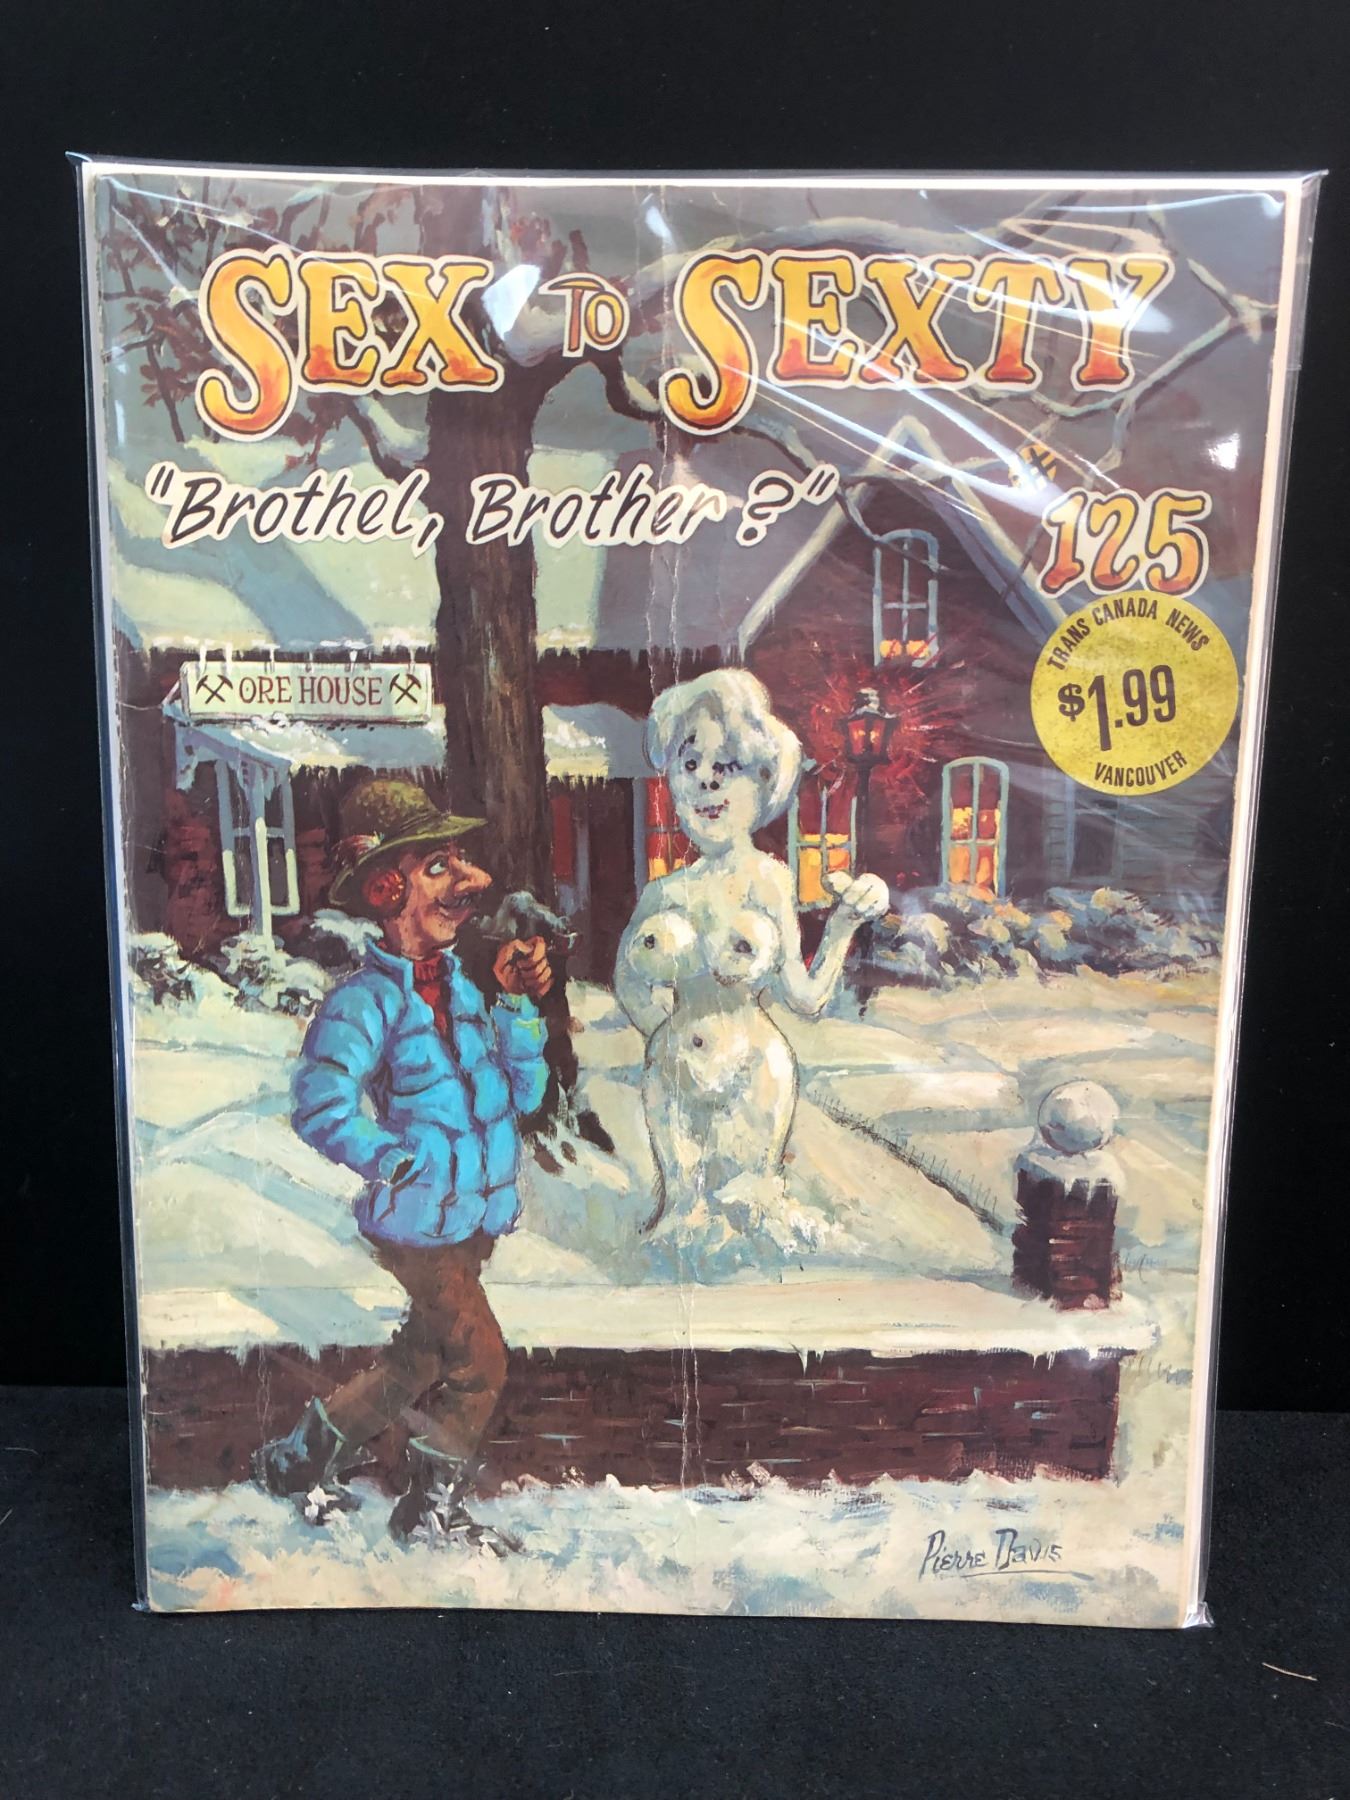 SEX TO SEXTY
"Brothel, Brother?"
# 125
TRANS CANADA NEWS
$1.99
VANCOUVER
ORE HOUSE
Pierre Davis